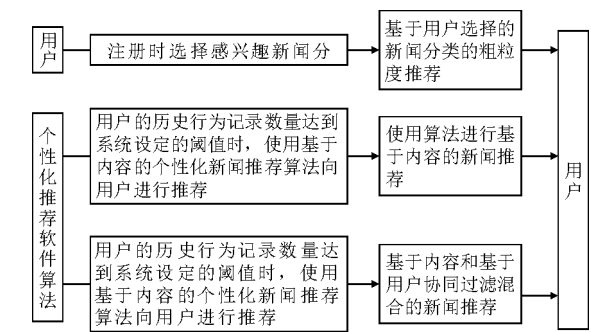 用户
注册时选择感兴趣新闻分
基于用户选择的
新闻分类的粗粒
度推荐
个性化推荐软件算法
用户的历史行为记录数量达到
系统设定的阈值时，使用基于
内容的个性化新闻推荐算法向
用户进行推荐
使用算法进行基
于内容的新闻推
荐
用户的历史行为记录数量达
到系统设定的阈值时，使用
基于内容的个性化新闻推荐
算法向用户进行推荐
基于内容和基于
用户协同过滤混
合的新闻推荐
用户